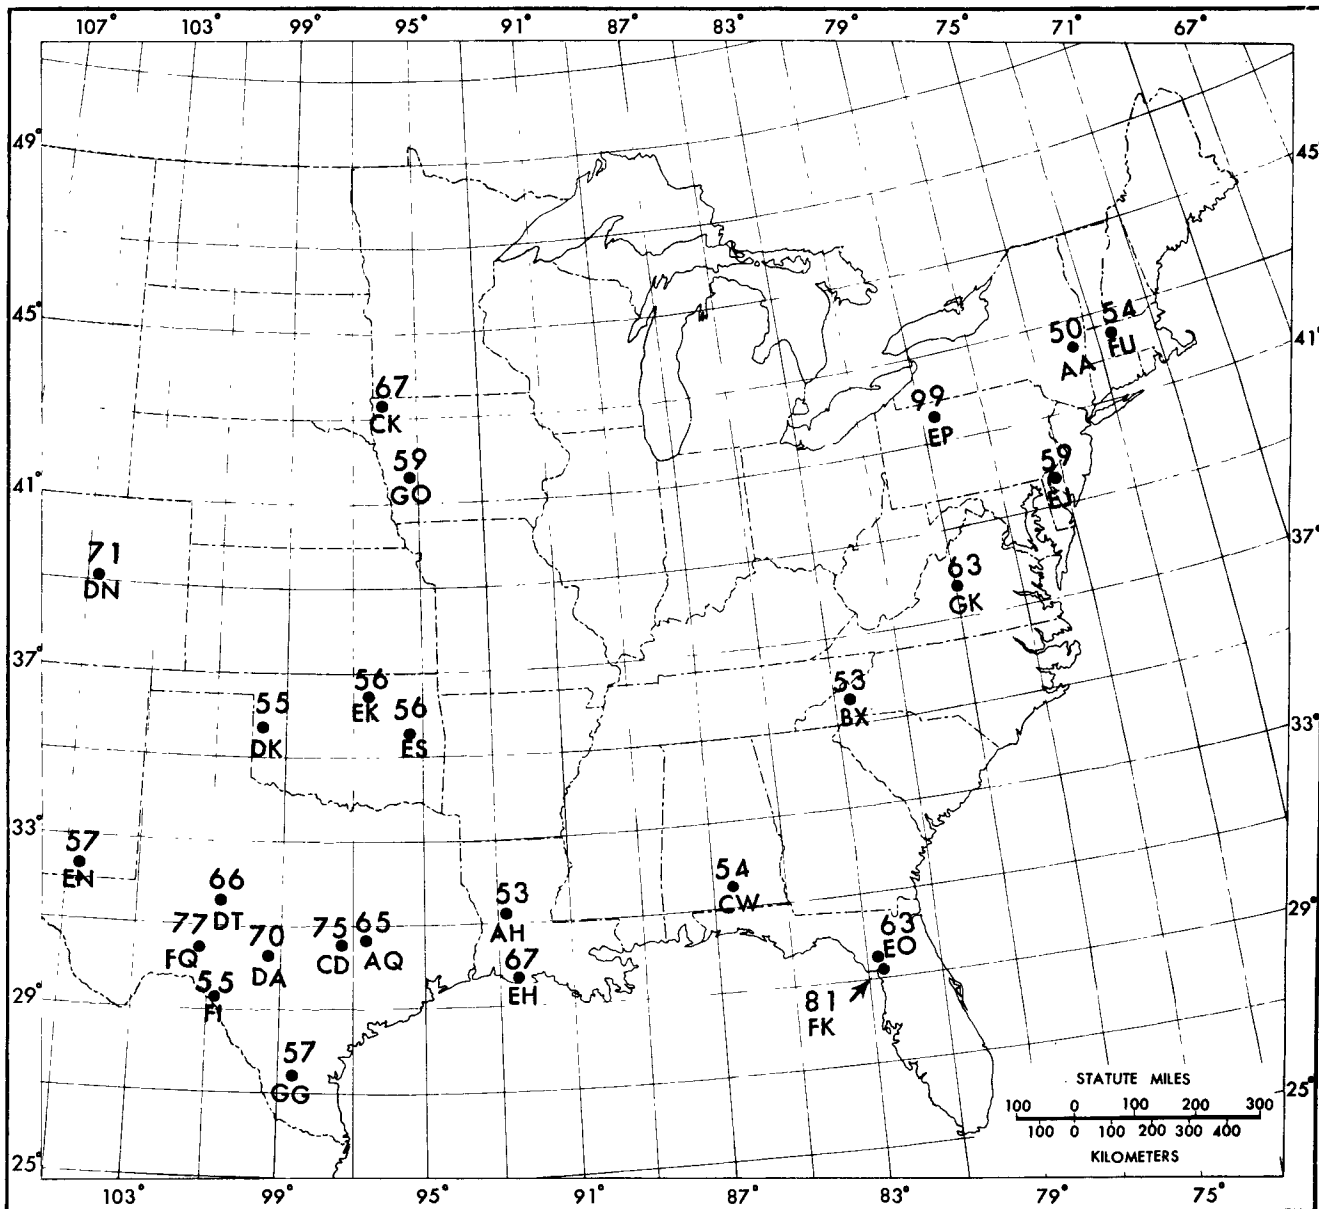 107° 103° 99° 95° 91° 87° 83° 79° 75° 71° 67°
49°
45°
45°
41°
41°
37°
37°
33°
33°
29°
29°
25°
25°
54
FU
50
AA
67
CK
99
EP
59
GO
59
EJ
71
DN
63
GK
56
EK
53
BX
55
DK
56
ES
57
EN
66
DT
54
CW
53
AH
77
FQ
70
DA
75
CD
65
AQ
63
EO
67
EH
55
FI
81
FK
57
GG
STATUTE MILES
100 0 100 200 300
100 0 100 200 300 400
KILOMETERS
103° 99° 95° 91° 87° 83° 79° 75°